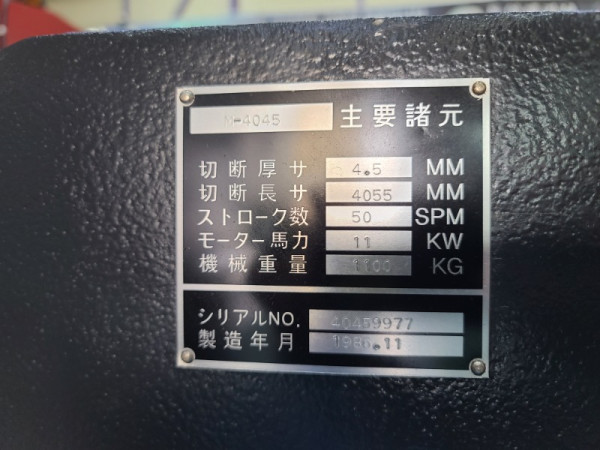 M-4045 主要諸元
切断厚サ 4.5 MM
切断長サ 4055 MM
ストローク数 50 SPM
モーター馬力 11 KW
機械重量 KG
シリアルNO. 40459977
製造年月 1986.11